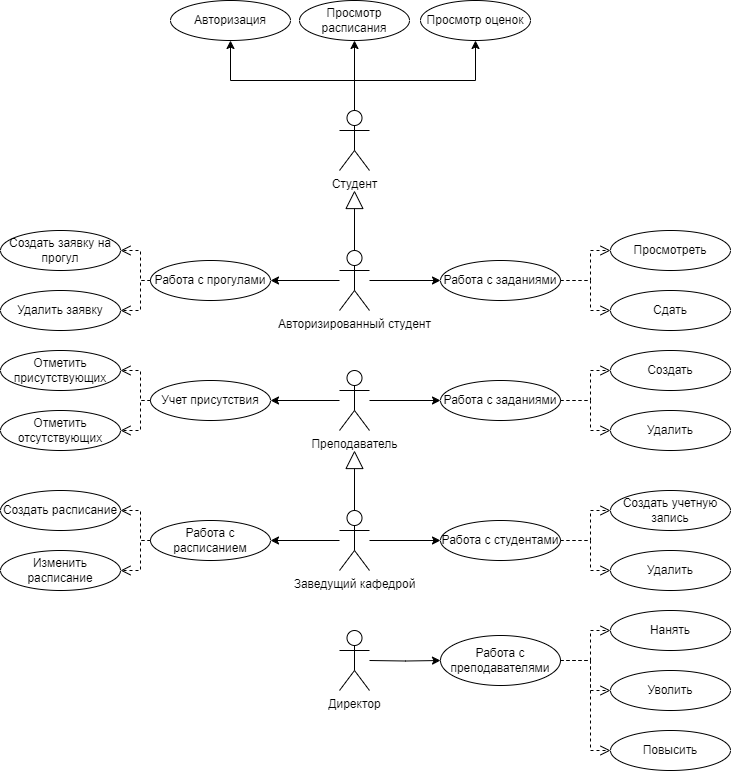 Авторизация
Просмотр
расписания
Просмотр оценок
Студент
Создать заявку на
прогул
Удалить заявку
Работа с прогулами
Авторизированный студент
Работа с заданиями
Просмотреть
Сдать
Отметить
присутствующих
Отметить
отсутствующих
Учет присутствия
Преподаватель
Работа с заданиями
Создать
Удалить
Создать расписание
Изменить
расписание
Работа с
расписанием
Заведущий кафедрой
Работа с студентами
Создать учетную
запись
Удалить
Директор
Работа с
преподавателями
Нанять
Уволить
Повысить